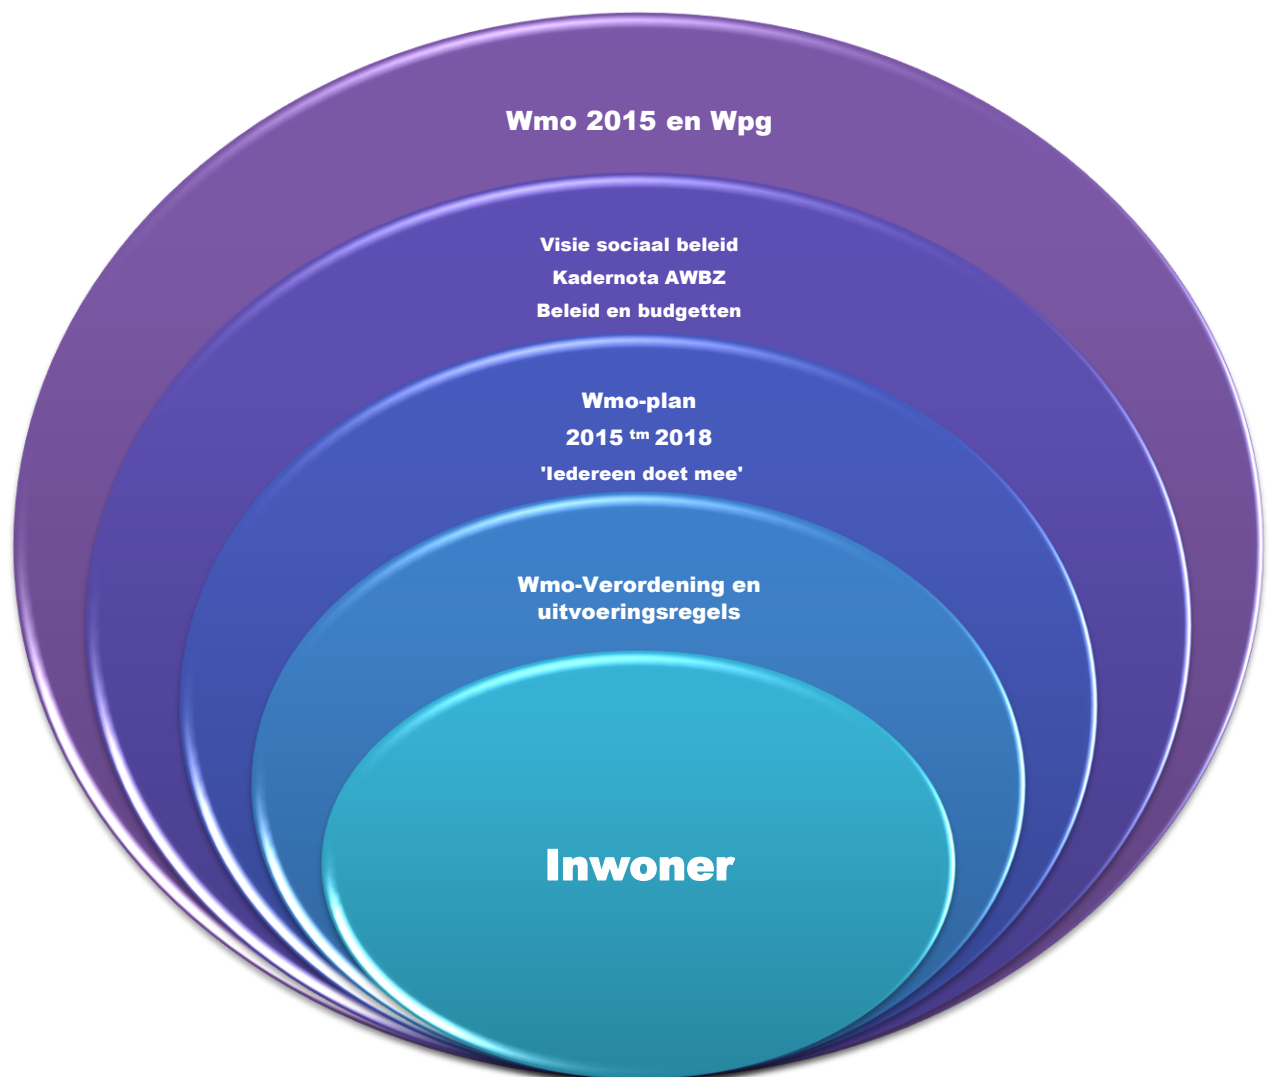 Wmo 2015 en Wpg
Visie sociaal beleid
Kadernota AWBZ
Beleid en budgetten
Wmo-plan
2015 tm 2018
'Iedereen doet mee'
Wmo-Verordening en
uitvoeringsregels
Inwoner